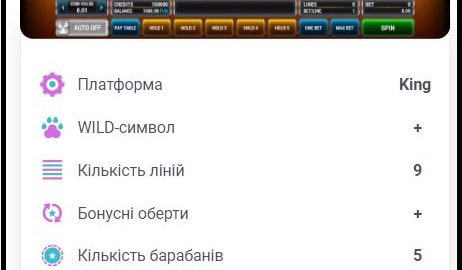 COIN VALUE CREDITS 100000 LINES 9 BET 9
0.01 BALANCE 1000.00 FUN BET/LINE 1 0.09
AUTO OFF PAY TABLE HOLD 1 HOLD 2 HOLD 3 HOLD 4 HOLD 5 ONE BET MAX BET SPIN
Платформа King
WILD-символ +
Кількість ліній 9
Бонусні оберти +
Кількість барабанів 5